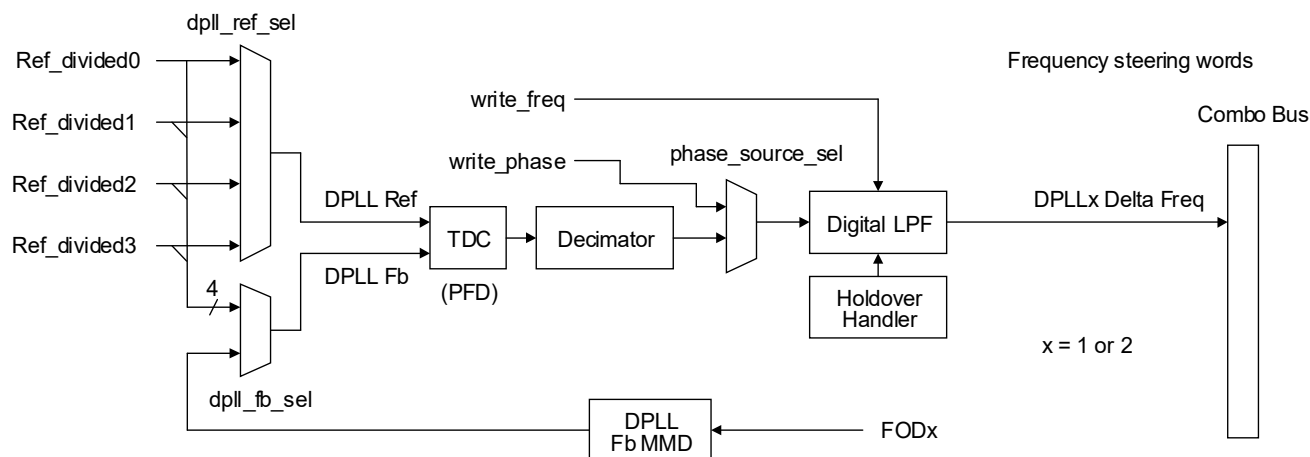 dpll_ref_sel
Ref_divided0
Ref_divided1
Ref_divided2
Ref_divided3
4
dpll_fb_sel
DPLL Ref
DPLL Fb
TDC
(PFD)
Decimator
write_freq
write_phase
phase_source_sel
Digital LPF
Holdover
Handler
Frequency steering words
Combo Bus
DPLLx Delta Freq
x = 1 or 2
DPLL
Fb MMD
FODx